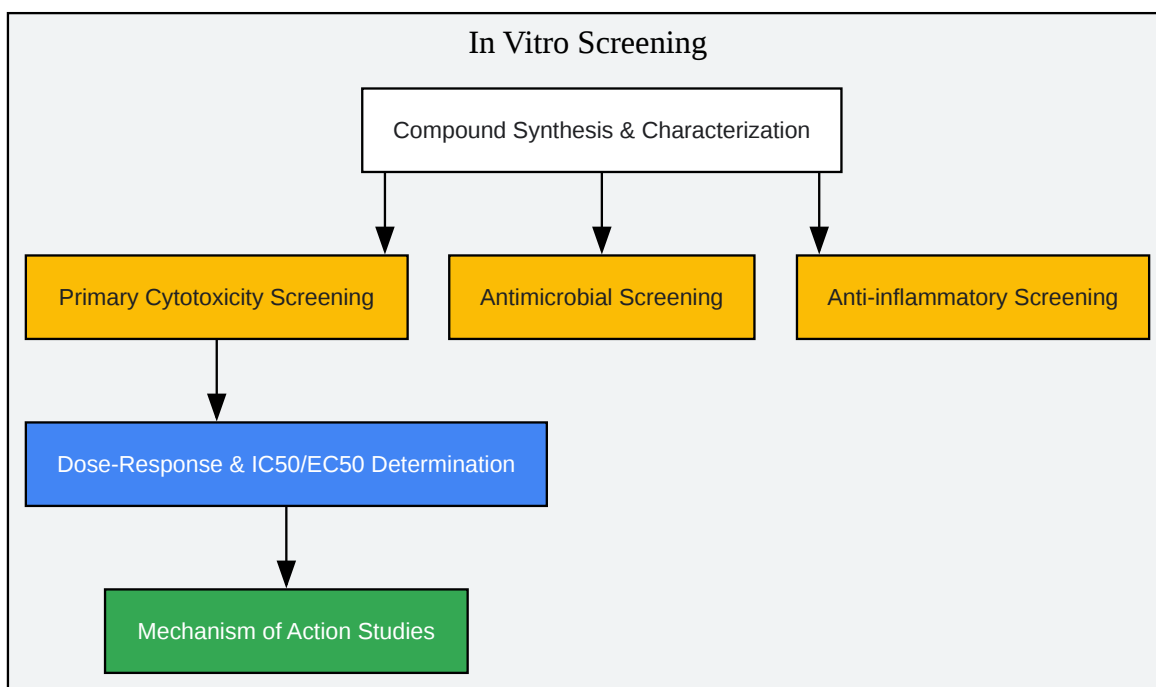 In Vitro Screening
Compound Synthesis & Characterization
Primary Cytotoxicity Screening
Antimicrobial Screening
Anti-inflammatory Screening
Dose-Response & IC50/EC50 Determination
Mechanism of Action Studies